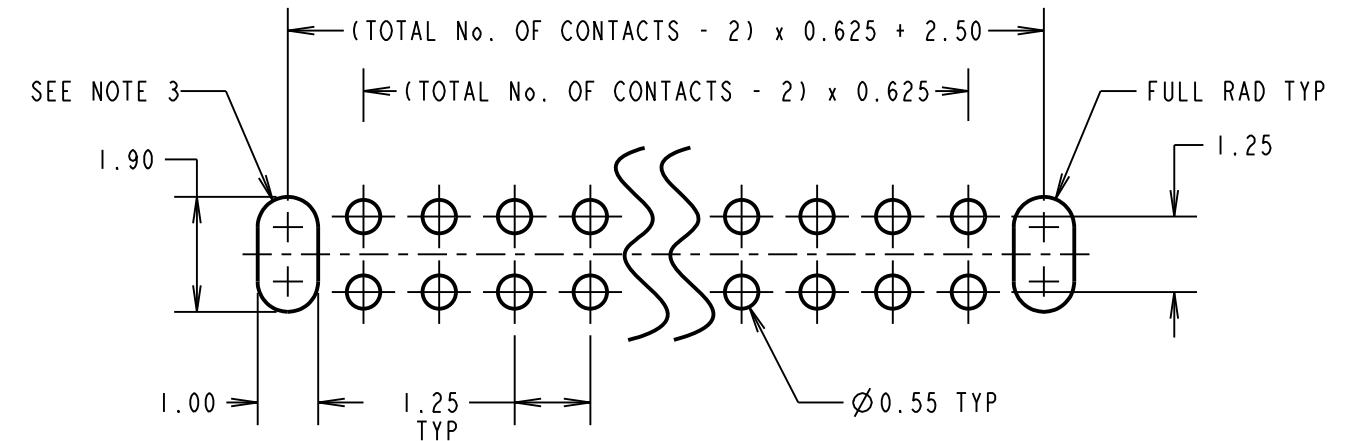 (TOTAL No. OF CONTACTS - 2) x 0.625 + 2.50
SEE NOTE 3
(TOTAL No. OF CONTACTS - 2) x 0.625
FULL RAD TYP
1.90
1.25
1.00
1.25
TYP
Ø0.55 TYP